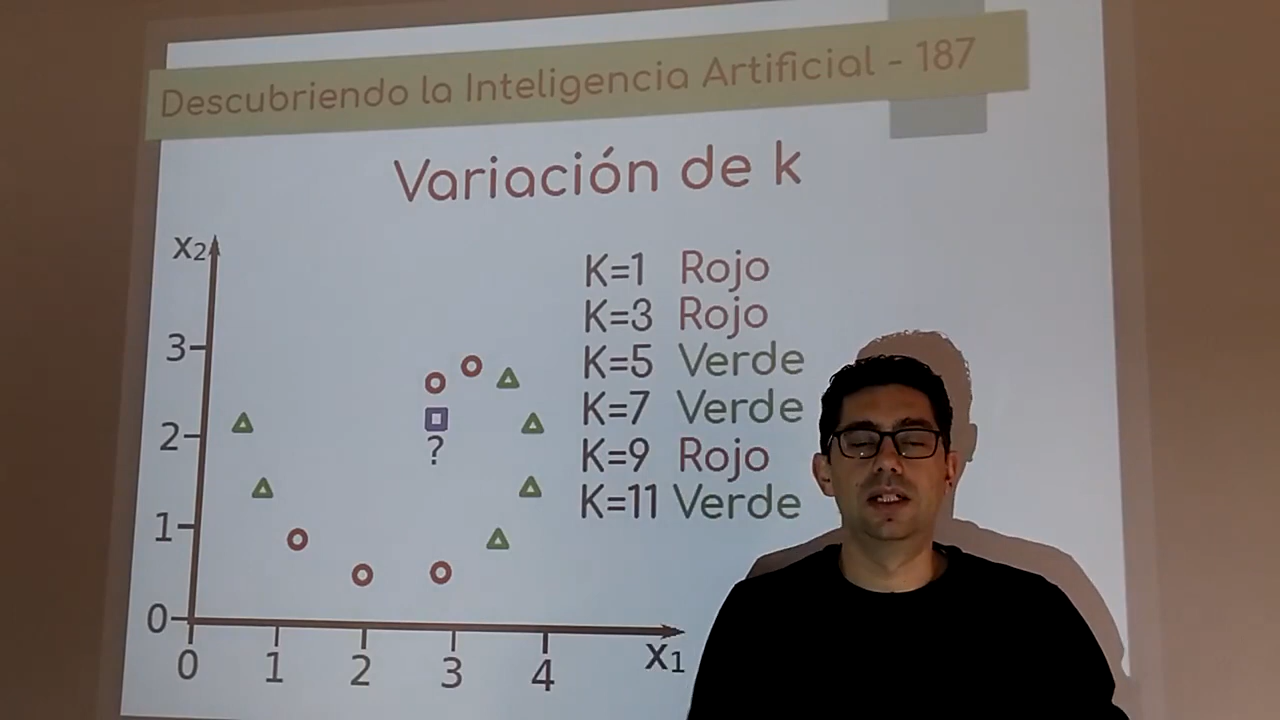 Descubriendo la Inteligencia Artificial - 187
Variación de k
x2
3
2
1
0
0 1 2 3 4
x1
?
K=1 Rojo
K=3 Rojo
K=5 Verde
K=7 Verde
K=9 Rojo
K=11 Verde